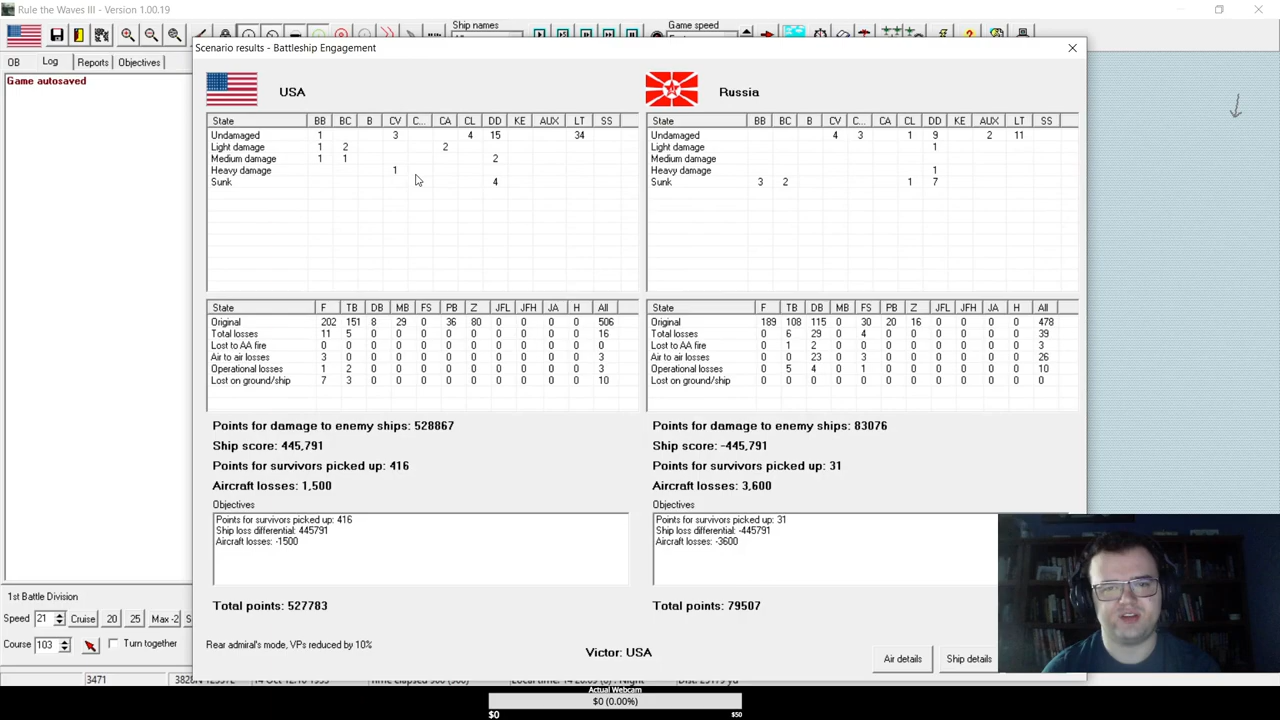 Rule the Waves III - Version 1.00.19
Ship names
Game speed
OB Log Reports Objectives
Game autosaved
Scenario results - Battleship Engagement
USA
State BB BC B CV C... CA CL DD KE AUX LT SS
Undamaged 1 3 4 15 34
Light damage 1 2 2
Medium damage 1 1 2
Heavy damage 1
Sunk 4
State F TB DB MB FS PB Z JFL JFH JA H All
Original 202 151 8 29 0 36 80 0 0 0 0 506
Total losses 11 5 0 0 0 0 0 0 0 0 0 16
Lost to AA fire 0 0 0 0 0 0 0 0 0 0 0 0
Air to air losses 3 0 0 0 0 0 0 0 0 0 0 3
Operational losses 1 2 0 0 0 0 0 0 0 0 0 3
Lost on ground/ship 7 3 0 0 0 0 0 0 0 0 0 10
Points for damage to enemy ships: 528867
Ship score: 445,791
Points for survivors picked up: 416
Aircraft losses: 1,500
Objectives
Points for survivors picked up: 416
Ship loss differential: 445791
Aircraft losses: -1500
Total points: 527783
Rear admiral's mode, VPs reduced by 10%
Russia
State BB BC B CV C... CA CL DD KE AUX LT SS
Undamaged 4 3 1 9 2 11
Light damage 1
Medium damage
Heavy damage 1
Sunk 3 2 1 7
State F TB DB MB FS PB Z JFL JFH JA H All
Original 189 108 115 0 30 20 16 0 0 0 0 478
Total losses 0 6 29 0 4 0 0 0 0 0 0 39
Lost to AA fire 0 1 2 0 0 0 0 0 0 0 0 3
Air to air losses 0 0 23 0 3 0 0 0 0 0 0 26
Operational losses 0 5 4 0 1 0 0 0 0 0 0 10
Lost on ground/ship 0 0 0 0 0 0 0 0 0 0 0 0
Points for damage to enemy ships: 83076
Ship score: -445,791
Points for survivors picked up: 31
Aircraft losses: 3,600
Objectives
Points for survivors picked up: 31
Ship loss differential: -445791
Aircraft losses: -3600
Total points: 79507
Victor: USA
Air details Ship details
1st Battle Division
Speed 21 Cruise 20 25 Max -2 S
Course 103 Turn together
3471
Actual Webcam
$0 (0.00%)
$0 $50